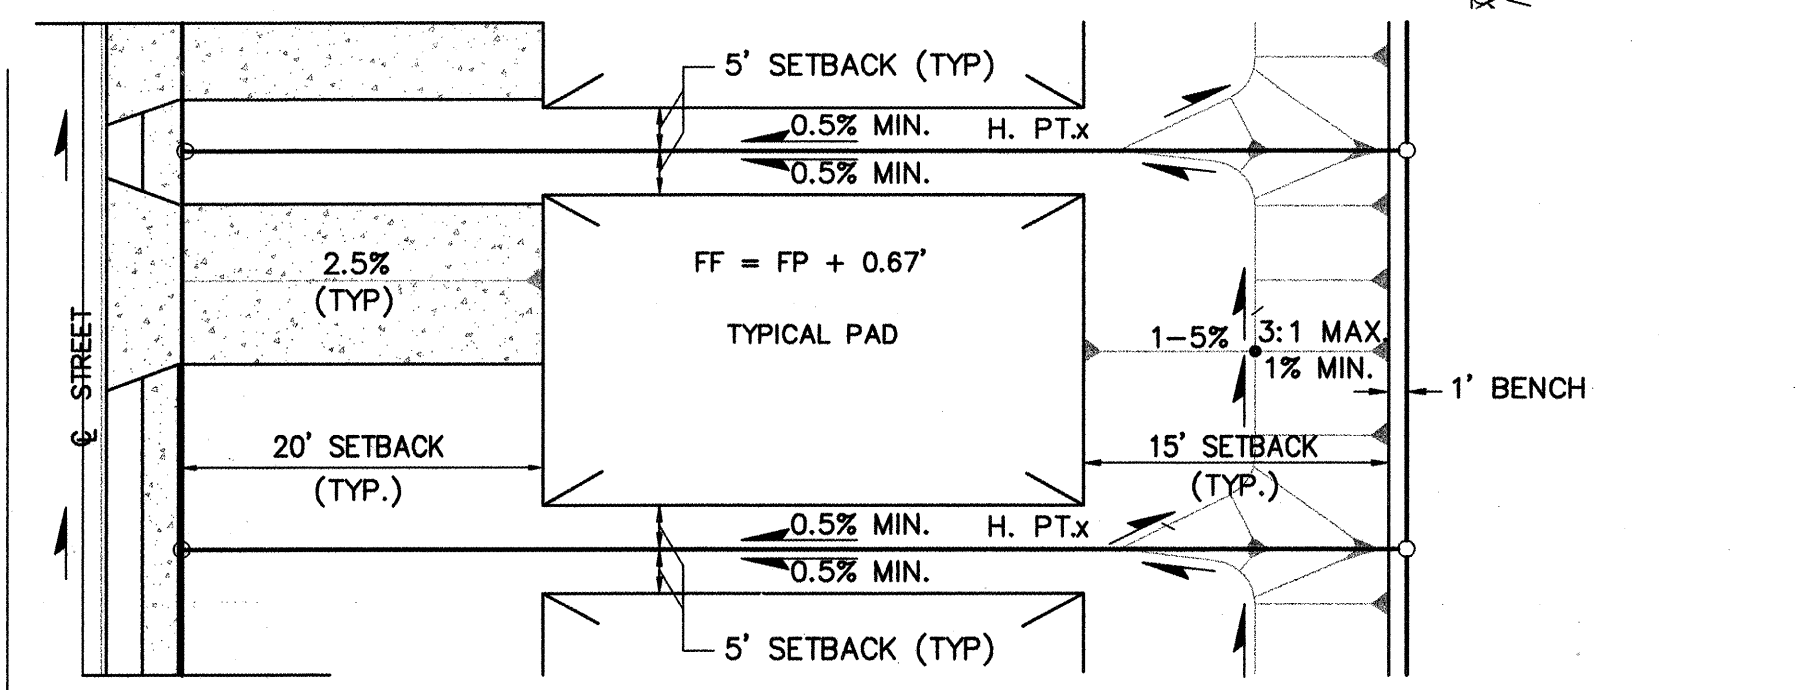 5' SETBACK (TYP)
0.5% MIN.
H. PT.x
0.5% MIN.
2.5%
(TYP)
FF = FP + 0.67'
TYPICAL PAD
1-5%
3:1 MAX.
1% MIN.
1' BENCH
℄ STREET
20' SETBACK
(TYP.)
15' SETBACK
(TYP.)
0.5% MIN.
H. PT.x
0.5% MIN.
5' SETBACK (TYP)